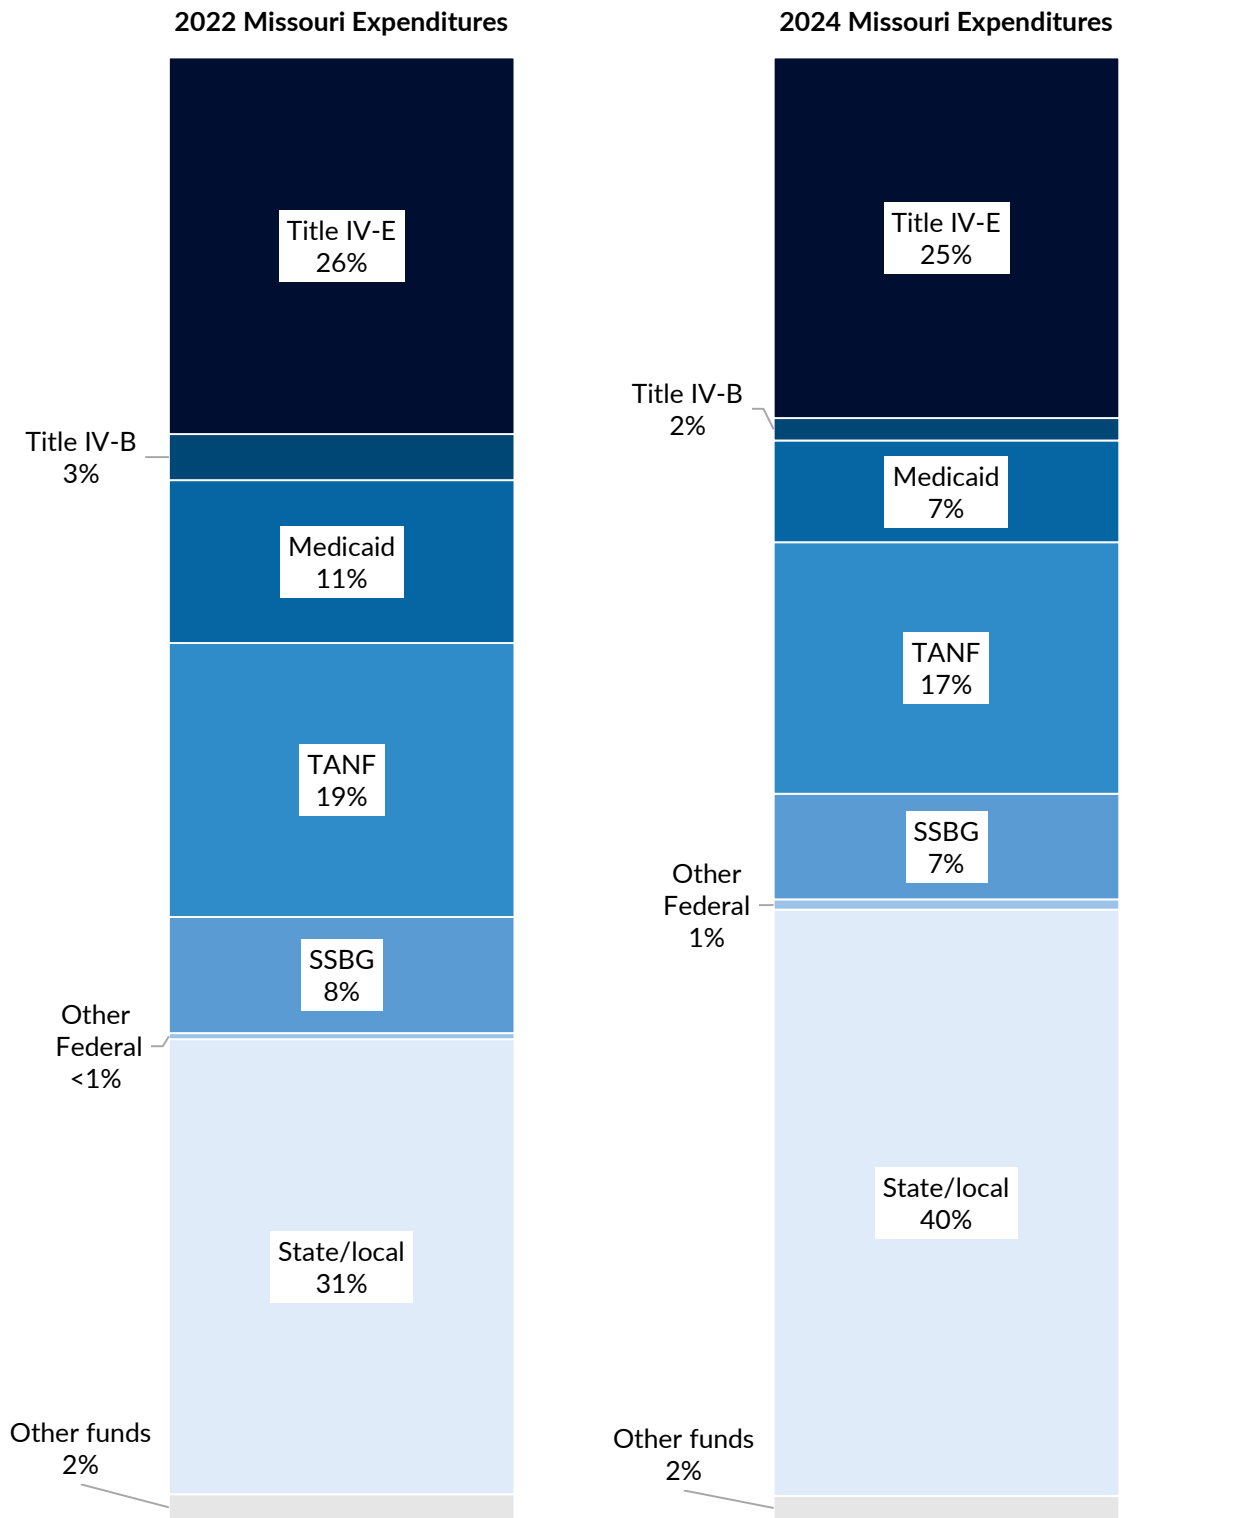 2022 Missouri Expenditures
Title IV-E
26%
Title IV-B
3%
Medicaid
11%
TANF
19%
SSBG
8%
Other
Federal
<1%
State/local
31%
Other funds
2%
2024 Missouri Expenditures
Title IV-E
25%
Title IV-B
2%
Medicaid
7%
TANF
17%
SSBG
7%
Other
Federal
1%
State/local
40%
Other funds
2%